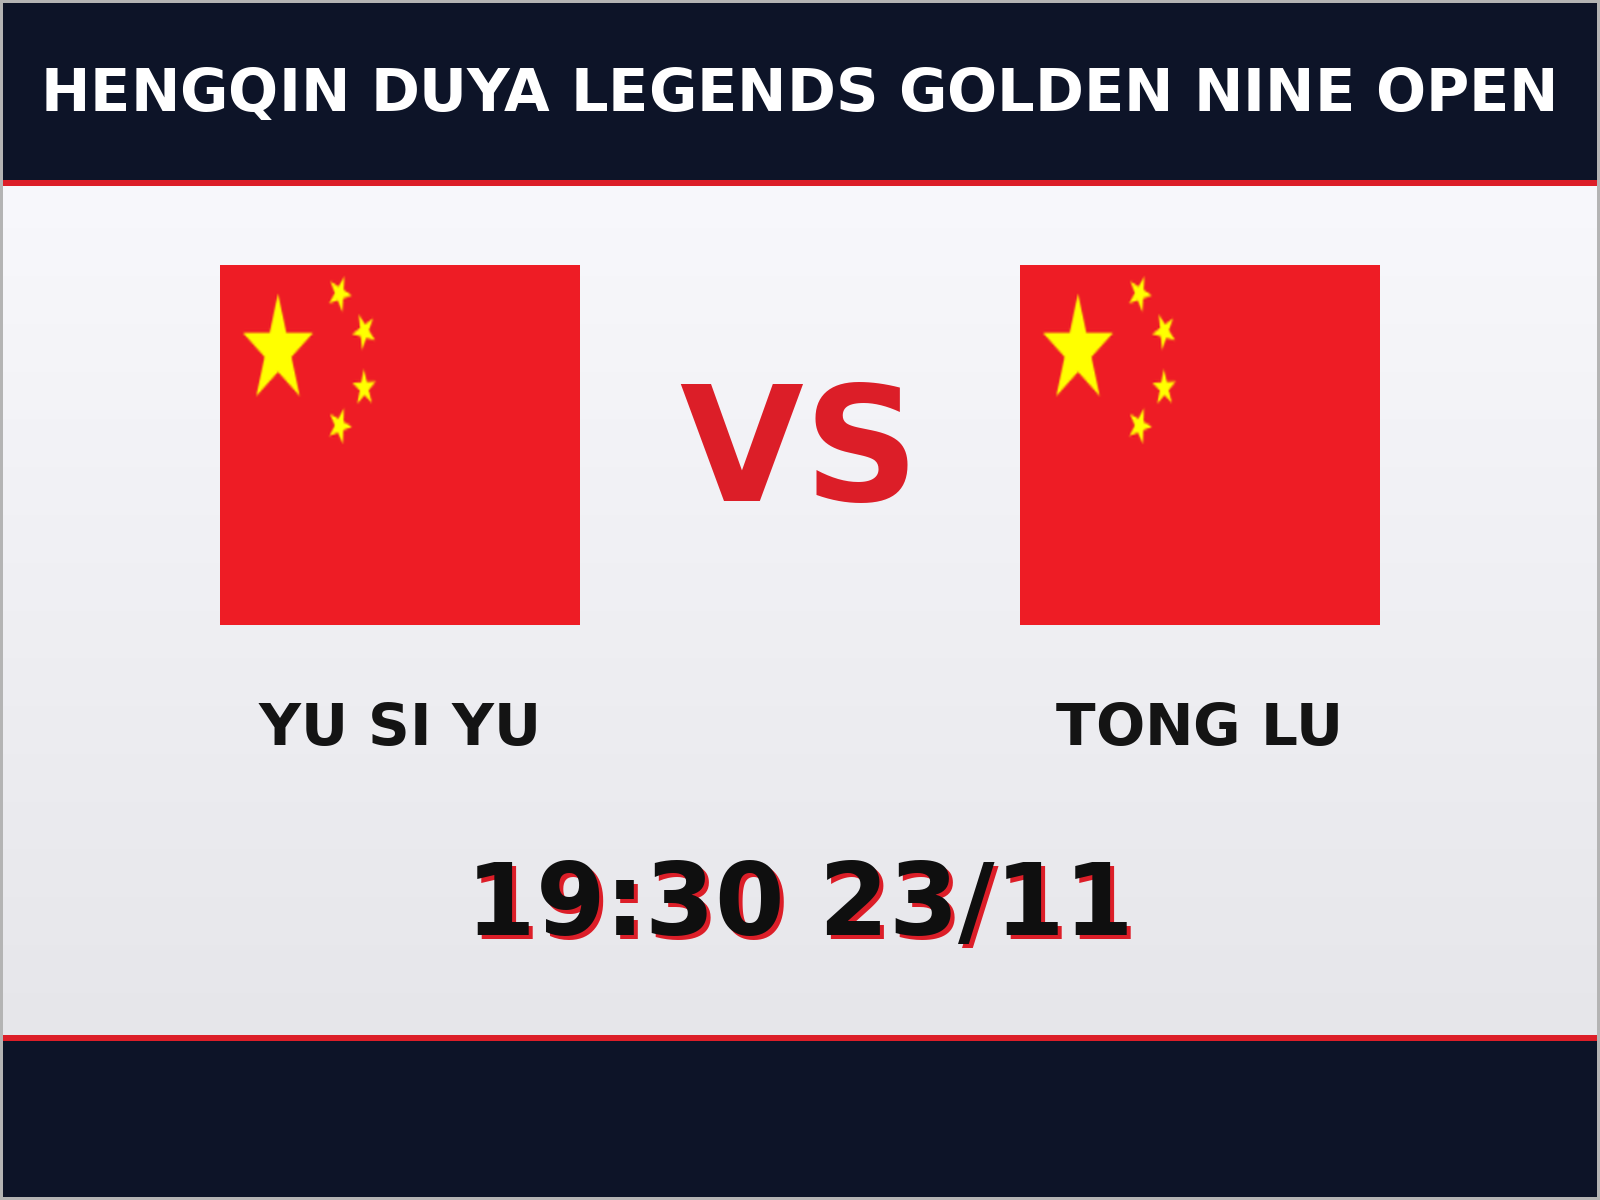 HENGQIN DUYA LEGENDS GOLDEN NINE OPEN
VS
YU SI YU
TONG LU
19:30 23/11